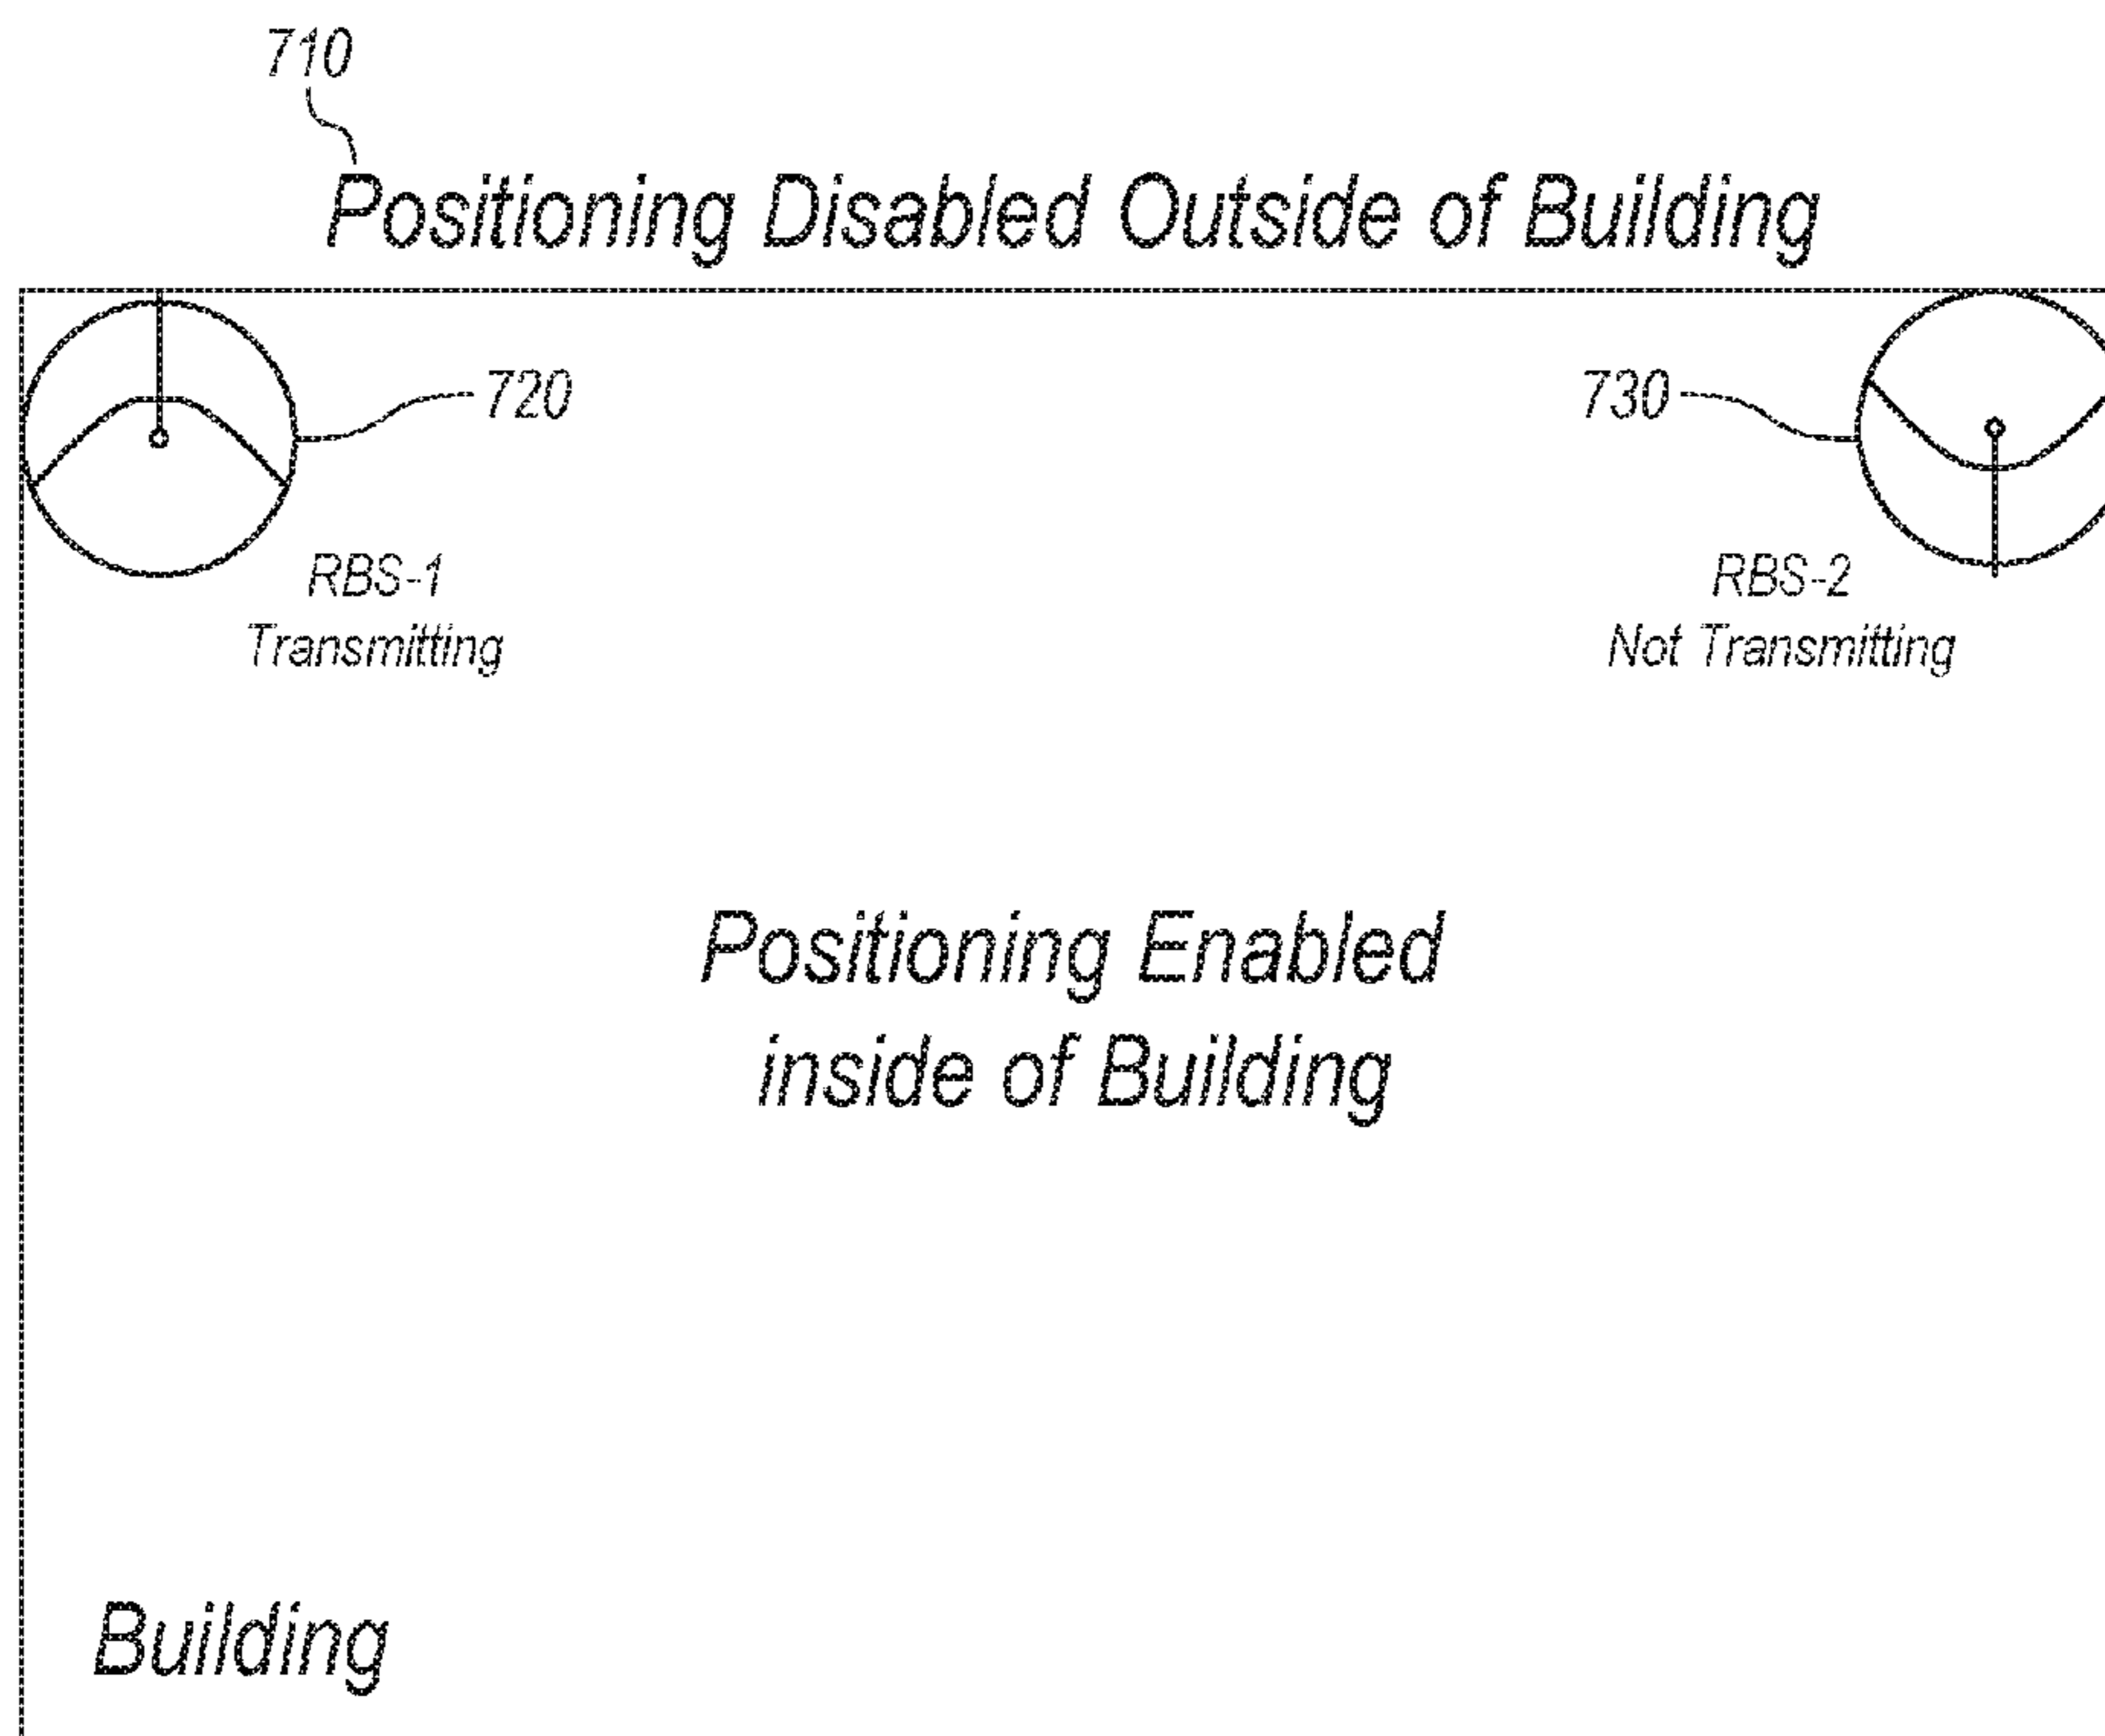 710
Positioning Disabled Outside of Building
720
730
RBS-1
Transmitting
RBS-2
Not Transmitting
Positioning Enabled
inside of Building
Building